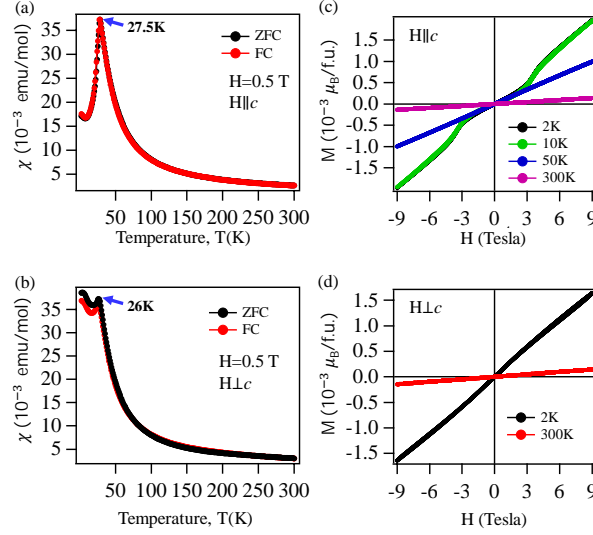 (a)
27.5K
ZFC
FC
H=0.5 T
H∥c
χ (10⁻³ emu/mol)
35
30
25
20
15
10
5
50 100 150 200 250 300
Temperature, T(K)
(c)
H∥c
M (10⁻³ μB/f.u.)
1.5
1.0
0.5
0.0
-0.5
-1.0
-1.5
2K
10K
50K
300K
-9 -6 -3 0 3 6 9
H (Tesla)
(b)
26K
ZFC
FC
H=0.5 T
H⊥c
χ (10⁻³ emu/mol)
35
30
25
20
15
10
5
50 100 150 200 250 300
Temperature, T(K)
(d)
H⊥c
M (10⁻³ μB/f.u.)
1.5
1.0
0.5
0.0
-0.5
-1.0
-1.5
2K
300K
-9 -6 -3 0 3 6 9
H (Tesla)